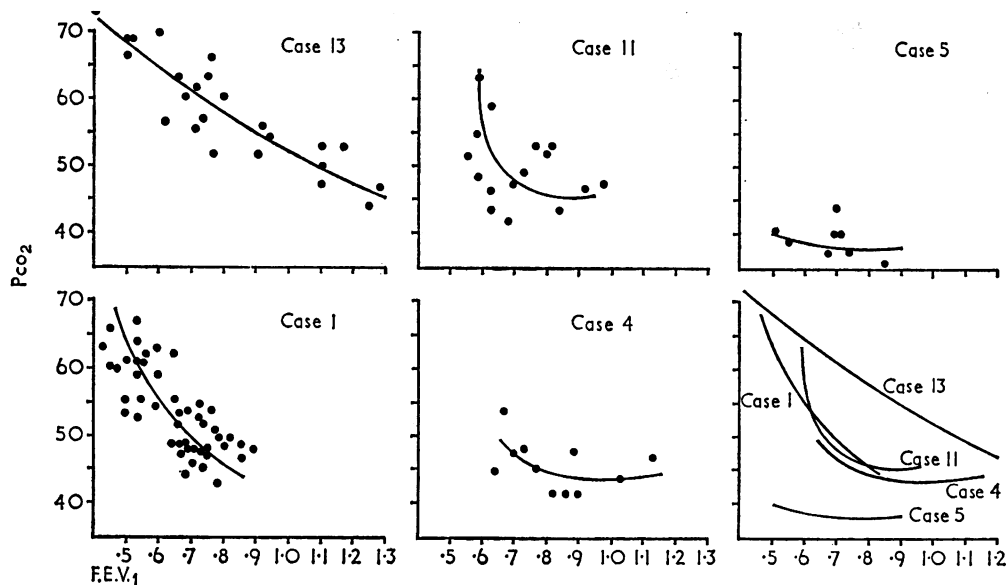 70
60
50
40
Case 13
Case 11
Case 5
Pco2
·5 ·6 ·7 ·8 ·9 1·0 1·1 1·2 1·3
·5 ·6 ·7 ·8 ·9 1·0 1·1 1·2 1·3
·5 ·6 ·7 ·8 ·9 1·0 1·1 1·2
70
60
50
40
Case 1
Case 4
Case 13
Case 1
Case 11
Case 4
Case 5
F.E.V.1